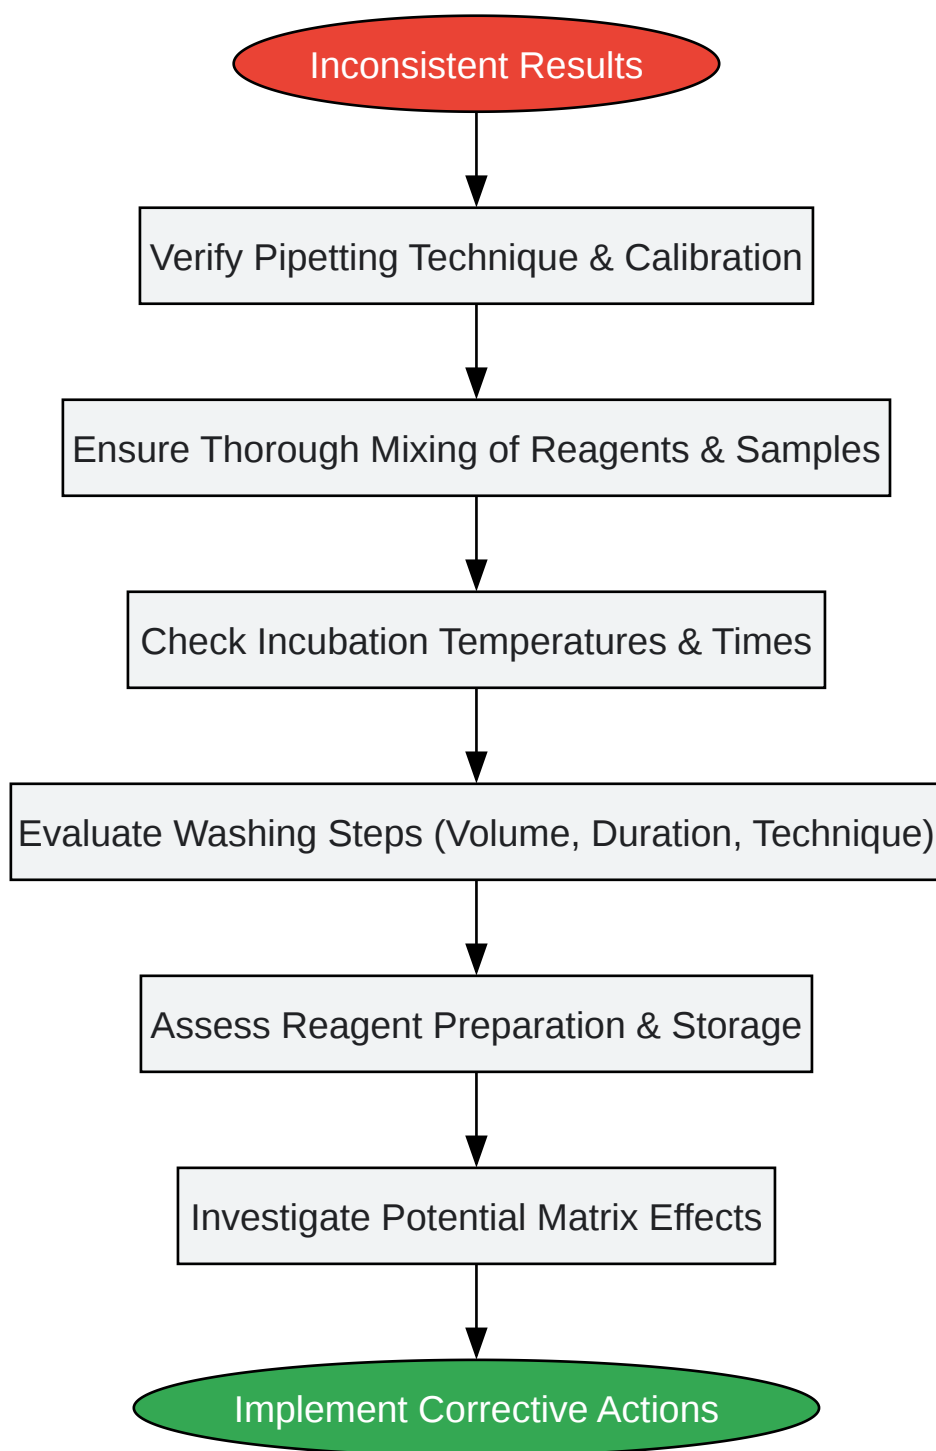 Inconsistent Results
Verify Pipetting Technique & Calibration
Ensure Thorough Mixing of Reagents & Samples
Check Incubation Temperatures & Times
Evaluate Washing Steps (Volume, Duration, Technique)
Assess Reagent Preparation & Storage
Investigate Potential Matrix Effects
Implement Corrective Actions